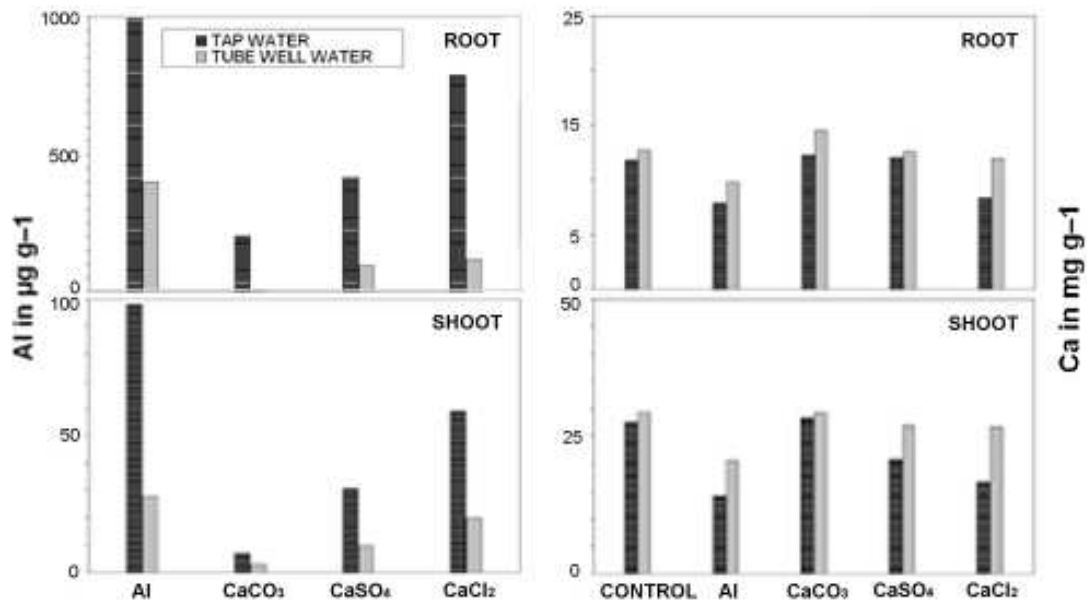 1000
TAP WATER
TUBE WELL WATER
ROOT
500
0
Al in µg g–1
100
SHOOT
50
0
Al CaCO₃ CaSO₄ CaCl₂
25
ROOT
15
5
0
Ca in mg g–1
50
SHOOT
25
0
CONTROL Al CaCO₃ CaSO₄ CaCl₂